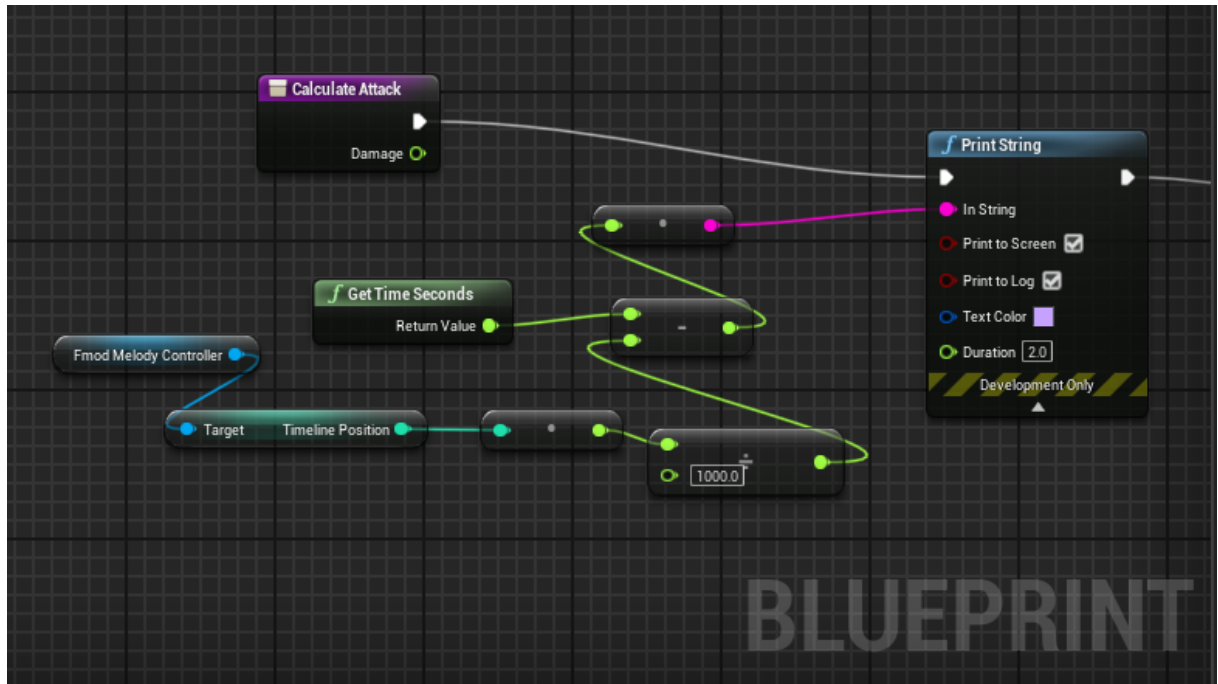 Calculate Attack
Damage
Print String
In String
Print to Screen
Print to Log
Text Color
Duration 2.0
Development Only
Get Time Seconds
Return Value
-
Fmod Melody Controller
Target Timeline Position
÷
1000.0
BLUEPRINT